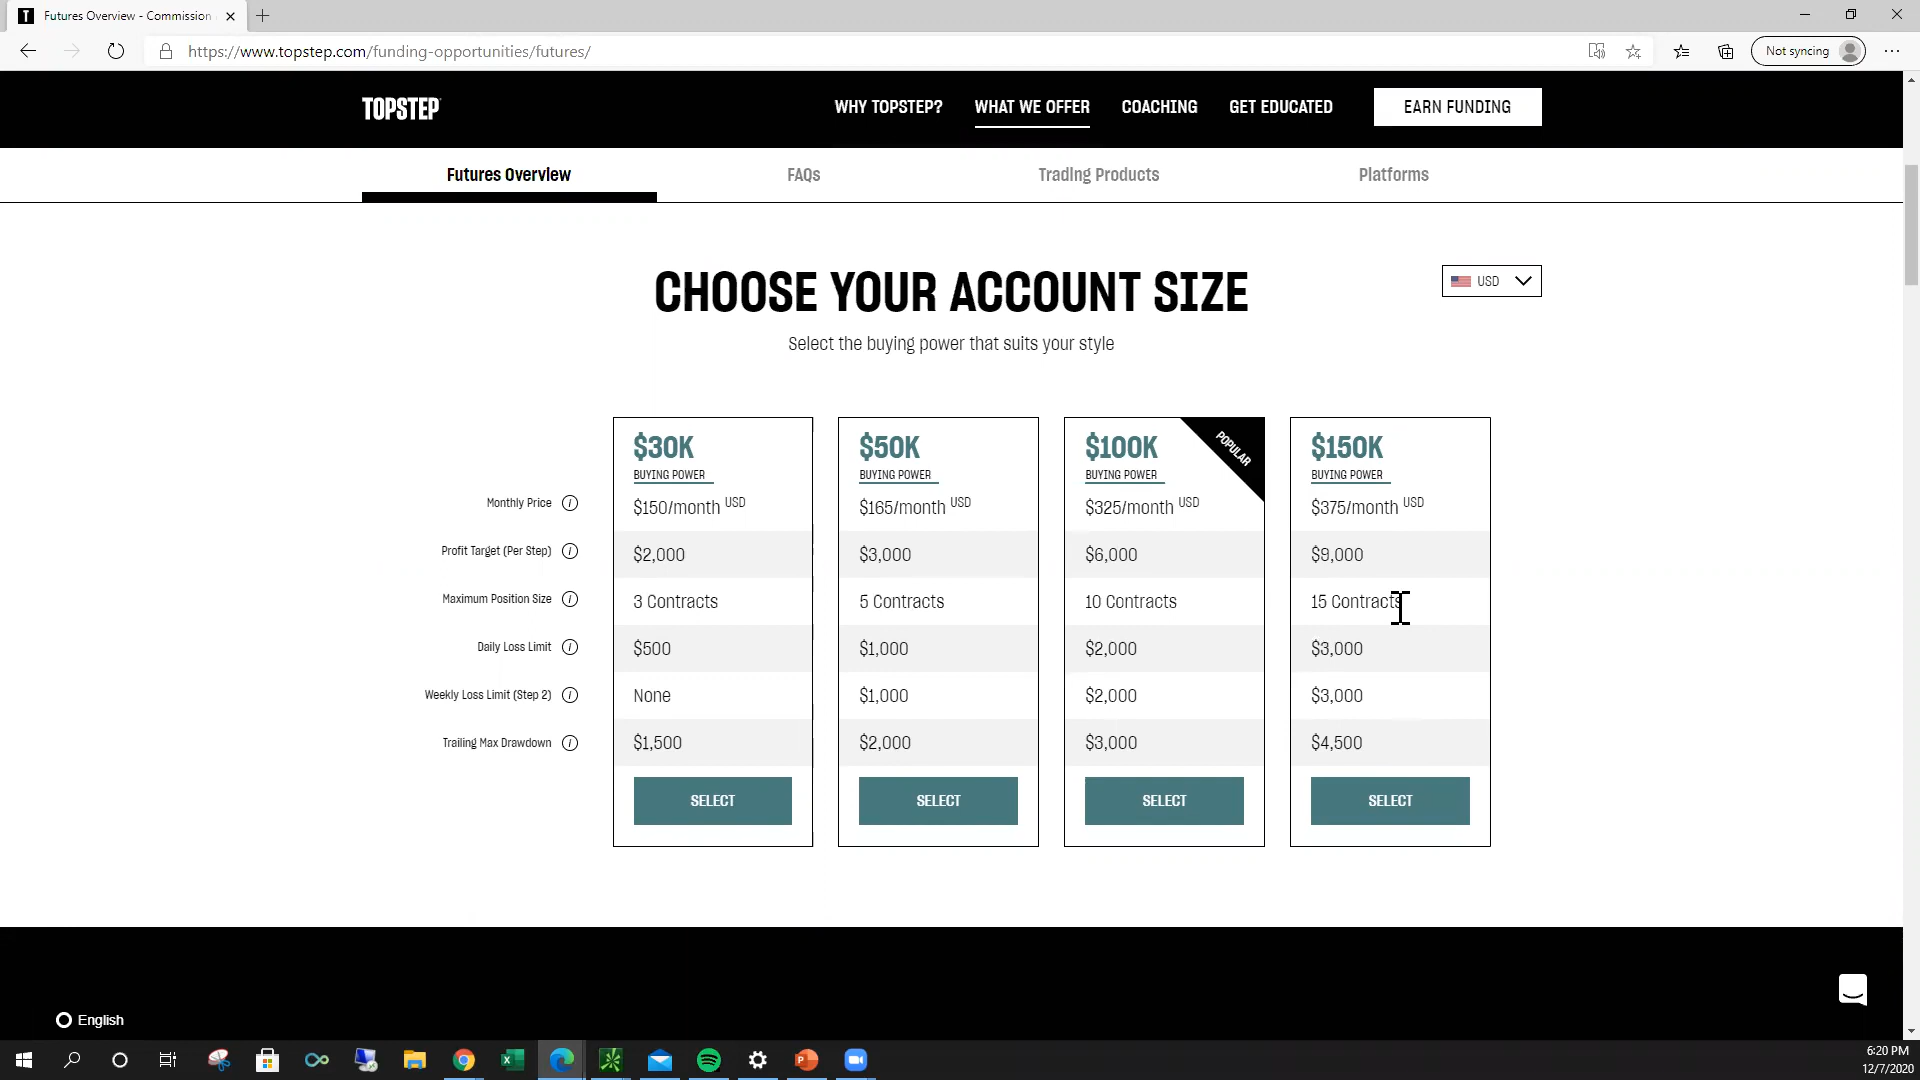 Futures Overview - Commission
https://www.topstep.com/funding-opportunities/futures/
Not syncing
TOPSTEP
WHY TOPSTEP?
WHAT WE OFFER
COACHING
GET EDUCATED
EARN FUNDING
Futures Overview
FAQs
Trading Products
Platforms
CHOOSE YOUR ACCOUNT SIZE
USD
Select the buying power that suits your style
$30K
$50K
$100K
POPULAR
$150K
BUYING POWER
BUYING POWER
BUYING POWER
BUYING POWER
Monthly Price
$150/month USD
$165/month USD
$325/month USD
$375/month USD
Profit Target (Per Step)
$2,000
$3,000
$6,000
$9,000
Maximum Position Size
3 Contracts
5 Contracts
10 Contracts
15 Contracts
Daily Loss Limit
$500
$1,000
$2,000
$3,000
Weekly Loss Limit (Step 2)
None
$1,000
$2,000
$3,000
Trailing Max Drawdown
$1,500
$2,000
$3,000
$4,500
SELECT
SELECT
SELECT
SELECT
English
6:20 PM
12/7/2020